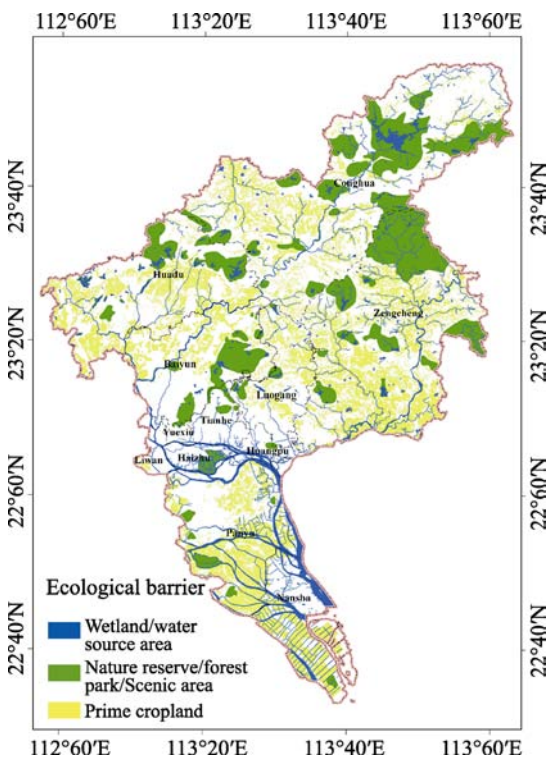 112°60′E 113°20′E 113°40′E 113°60′E
23°40′N 23°40′N
23°20′N 23°20′N
22°60′N 22°60′N
22°40′N 22°40′N
Conghua
Huadu
Zengcheng
Baiyun
Luogang
Tianhe
Yuexiu
Liwan Haizhu Huangpu
Panyu
Nansha
Ecological barrier
Wetland/water
source area
Nature reserve/forest
park/Scenic area
Prime cropland
112°60′E 113°20′E 113°40′E 113°60′E